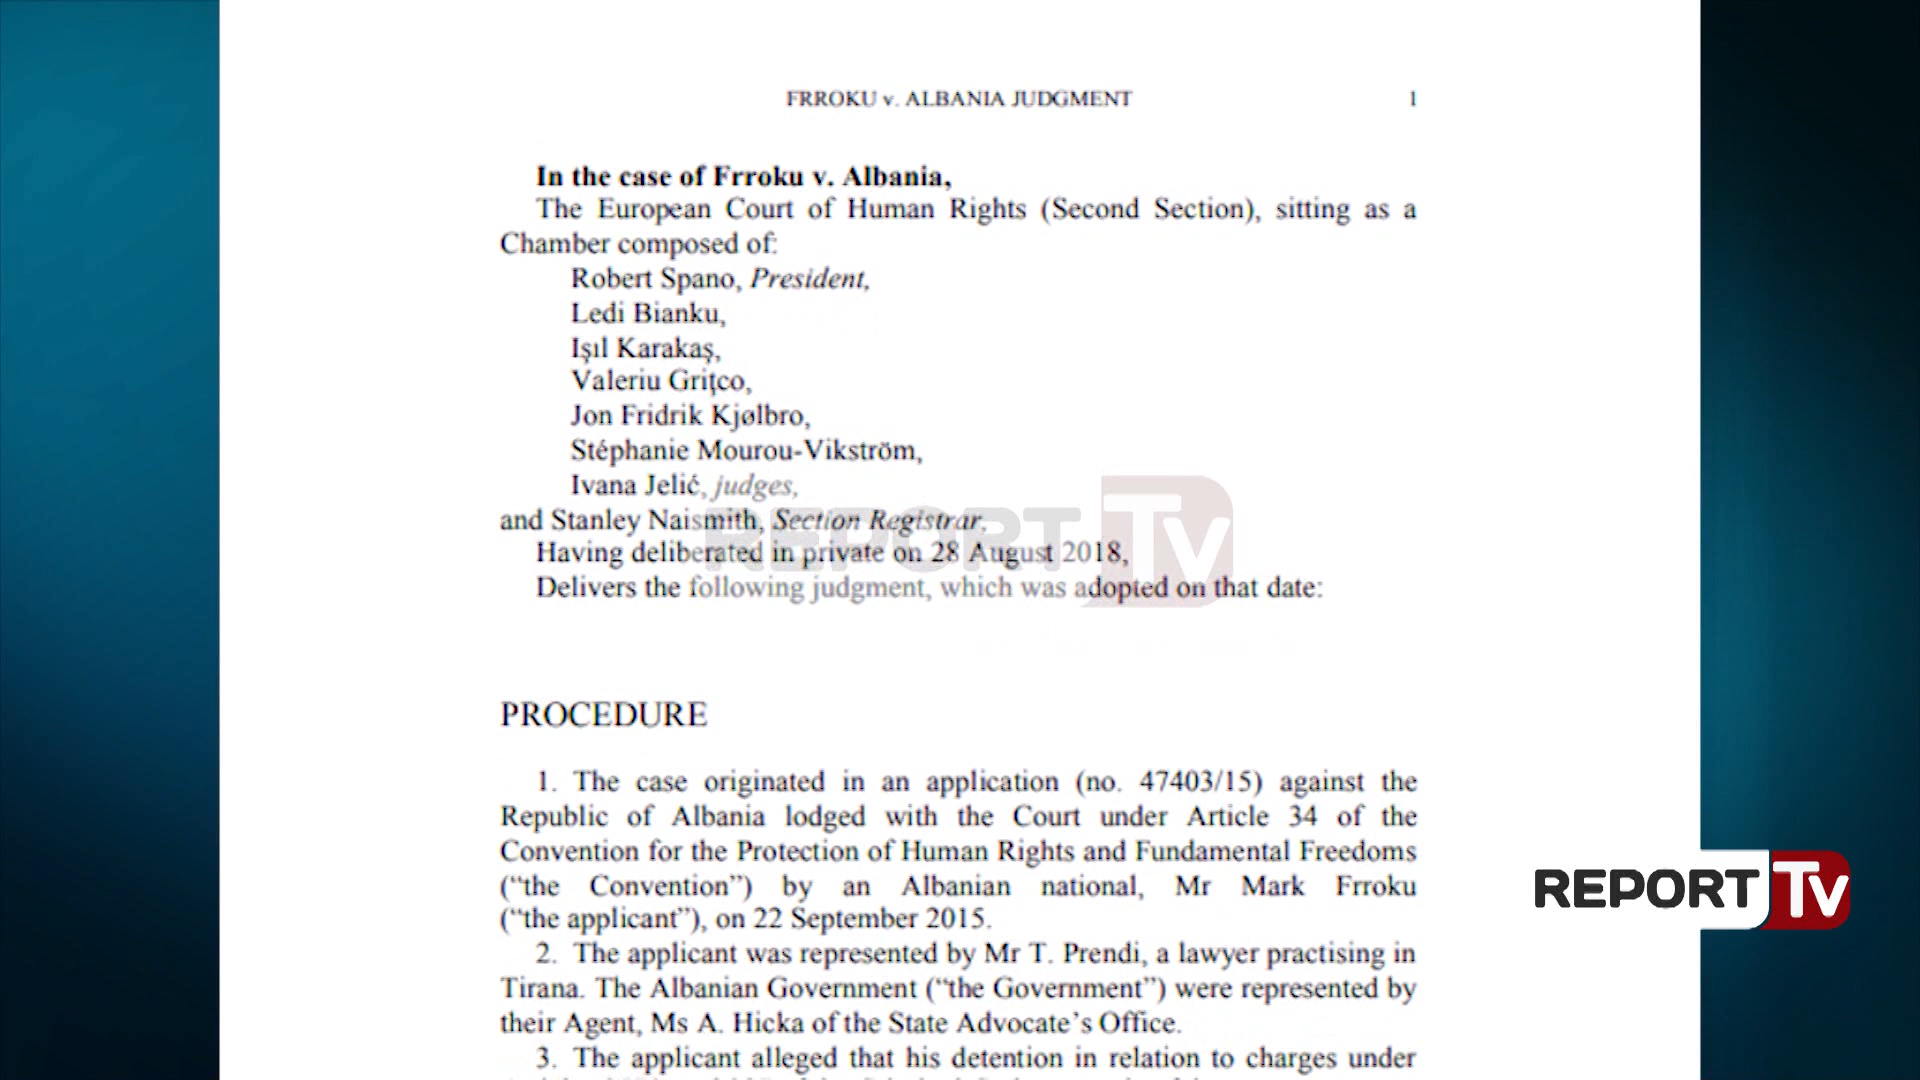 FRROKU v. ALBANIA JUDGMENT 1
In the case of Frroku v. Albania,
The European Court of Human Rights (Second Section), sitting as a
Chamber composed of:
Robert Spano, President,
Ledi Bianku,
Işıl Karakaş,
Valeriu Griţco,
Jon Fridrik Kjølbro,
Stéphanie Mourou-Vikström,
Ivana Jelić, judges,
and Stanley Naismith, Section Registrar,
Having deliberated in private on 28 August 2018,
Delivers the following judgment, which was adopted on that date:
REPORT Tv
PROCEDURE
1. The case originated in an application (no. 47403/15) against the
Republic of Albania lodged with the Court under Article 34 of the
Convention for the Protection of Human Rights and Fundamental Freedoms
(“the Convention”) by an Albanian national, Mr Mark Frroku
(“the applicant”), on 22 September 2015.
2. The applicant was represented by Mr T. Prendi, a lawyer practising in
Tirana. The Albanian Government (“the Government”) were represented by
their Agent, Ms A. Hicka of the State Advocate’s Office.
3. The applicant alleged that his detention in relation to charges under
REPORT Tv